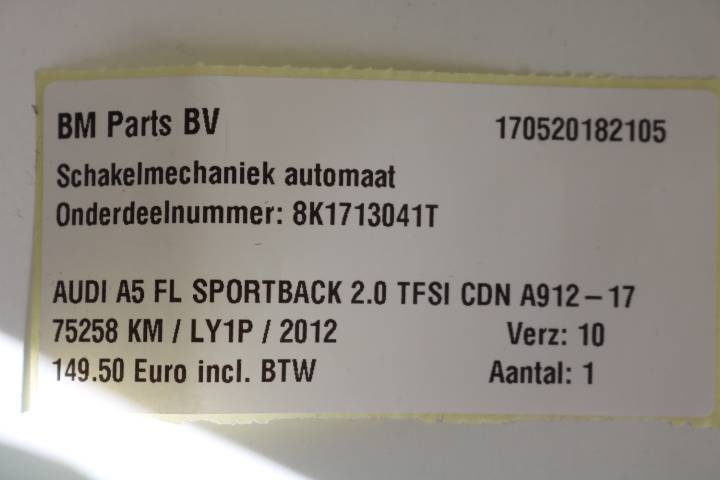 BM Parts BV 170520182105
Schakelmechaniek automaat
Onderdeelnummer: 8K1713041T
AUDI A5 FL SPORTBACK 2.0 TFSI CDN A912-17
75258 KM / LY1P / 2012 Verz: 10
149.50 Euro incl. BTW Aantal: 1